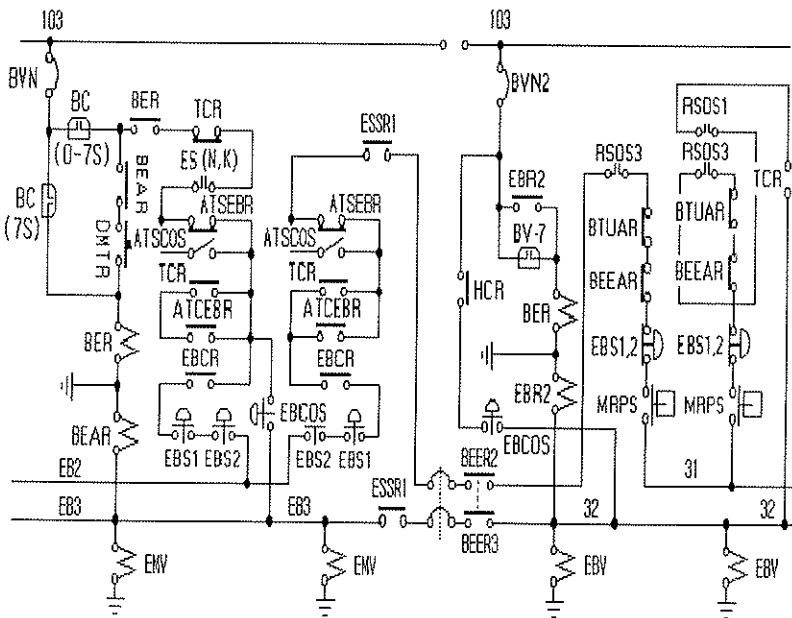 103
103
BVN
BC
(0-7S)
BER
TCR
ES (N,K)
BEAR
BC
(7S)
DMTR
ATSEBR
ATSCOS
TCR
ATCEBR
EBCR
EBS1
EBS2
EBCOS
BER
BEAR
EB2
EB3
EMV
ESSR1
ATSEBR
ATSCOS
TCR
ATCEBR
EBCR
EBS2
EBS1
EB3
ESSR1
EMV
BEER2
BEER3
BVN2
EBR2
BV-7
HCR
BER
EBR2
EBCOS
RSOS3
BTUAR
BEEAR
EBS1,2
MRPS
RSOS1
RSOS3
BTUAR
BEEAR
EBS1,2
MRPS
TCR
31
32
32
EBV
EBV